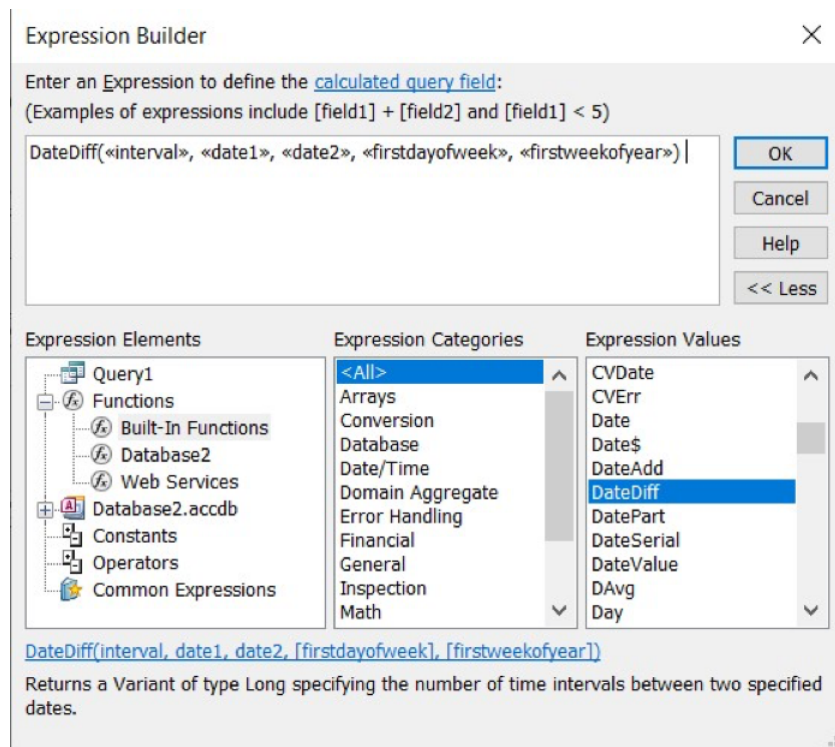 Expression Builder
Enter an Expression to define the calculated query field:
(Examples of expressions include [field1] + [field2] and [field1] < 5)
DateDiff(«interval», «date1», «date2», «firstdayofweek», «firstweekofyear»)
OK
Cancel
Help
<< Less
Expression Elements
Query1
Functions
Built-In Functions
Database2
Web Services
Database2.accdb
Constants
Operators
Common Expressions
Expression Categories
<All>
Arrays
Conversion
Database
Date/Time
Domain Aggregate
Error Handling
Financial
General
Inspection
Math
Expression Values
CVDate
CVErr
Date
Date$
DateAdd
DateDiff
DatePart
DateSerial
DateValue
DAvg
Day
DateDiff(interval, date1, date2, [firstdayofweek], [firstweekofyear])
Returns a Variant of type Long specifying the number of time intervals between two specified
dates.